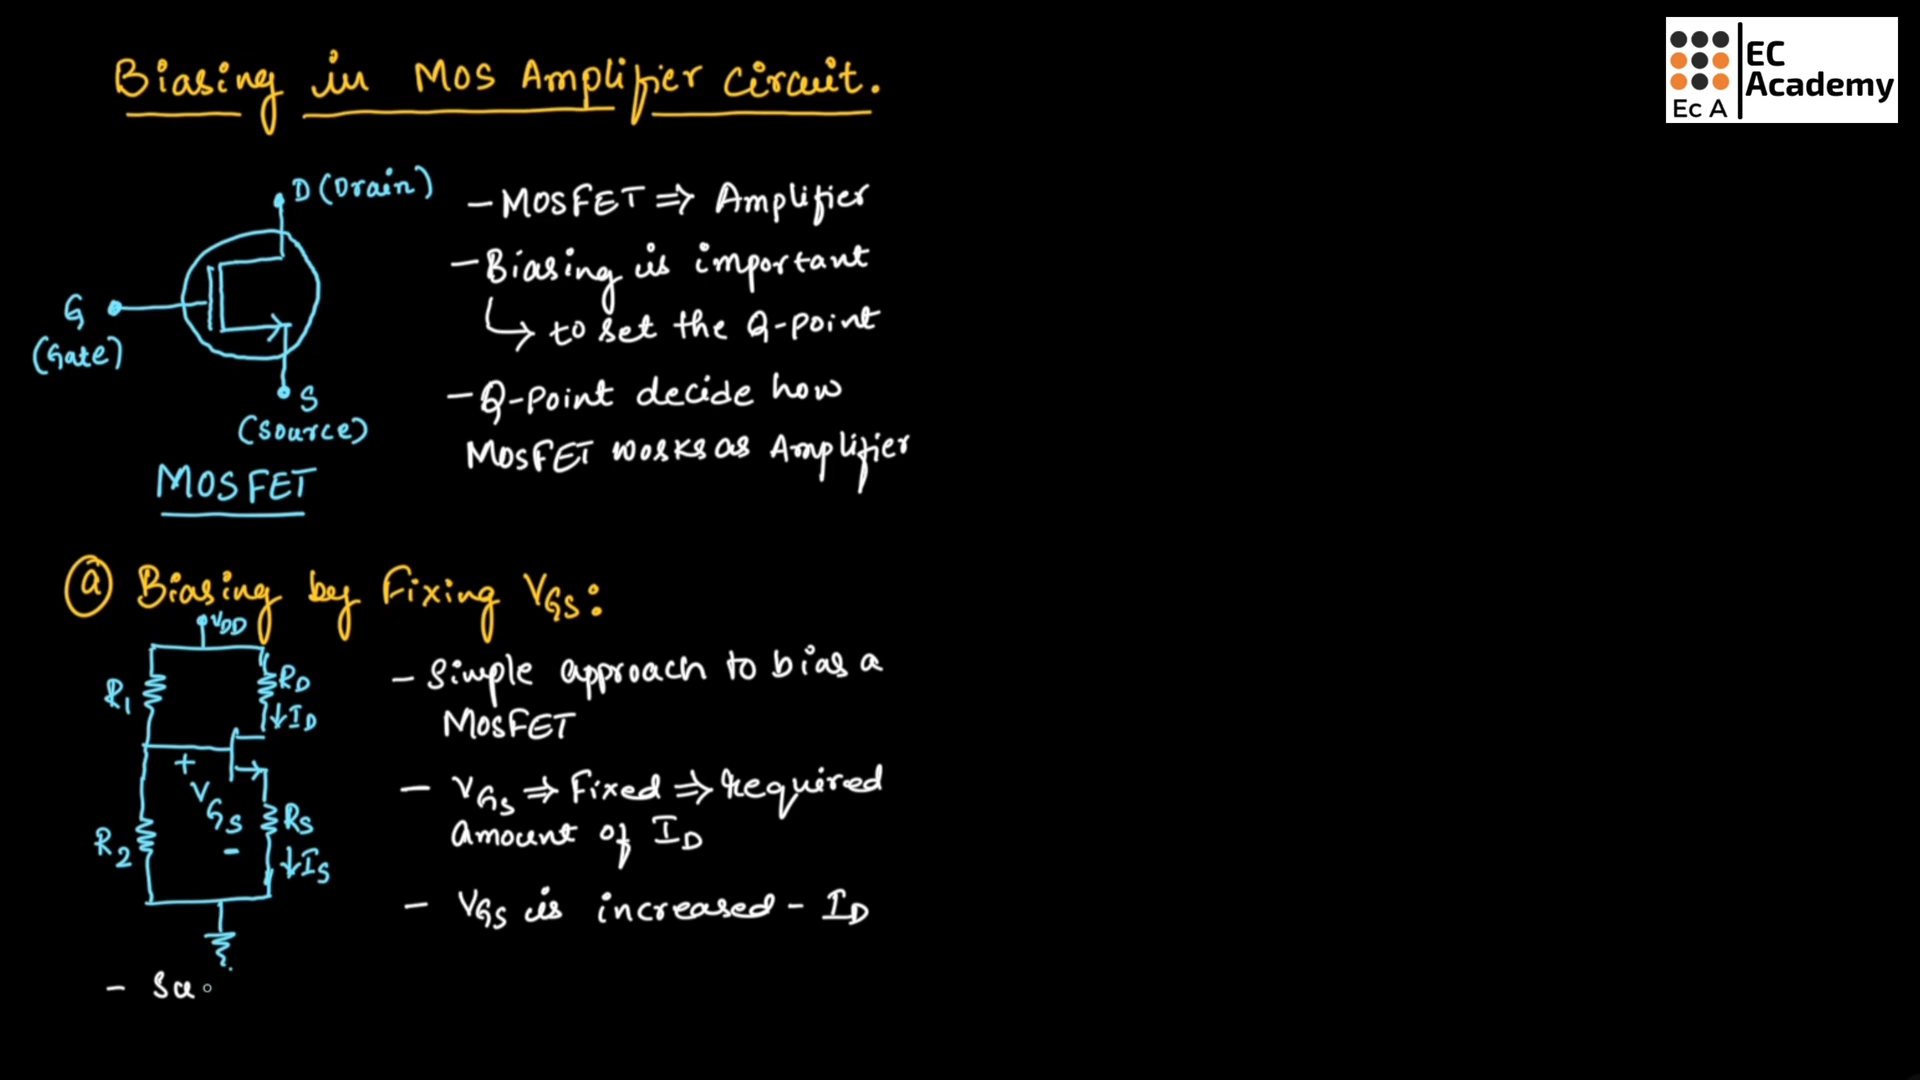 Biasing in MOS Amplifier circuit.
EC
Academy
Ec A
D (Drain)
G
(Gate)
S
(Source)
MOSFET
- MOSFET ⇒ Amplifier
- Biasing is important
↳ to set the Q-point
- Q-point decide how
MOSFET works as Amplifier
(a) Biasing by Fixing VGS:
VDD
R1
RD
↓ID
+
VGS
-
R2
RS
↓IS
- Simple approach to bias a
MOSFET
- VGS ⇒ Fixed ⇒ required
amount of ID
- VGS is increased - ID
- Sa